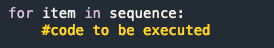 for item in sequence:
    #code to be executed